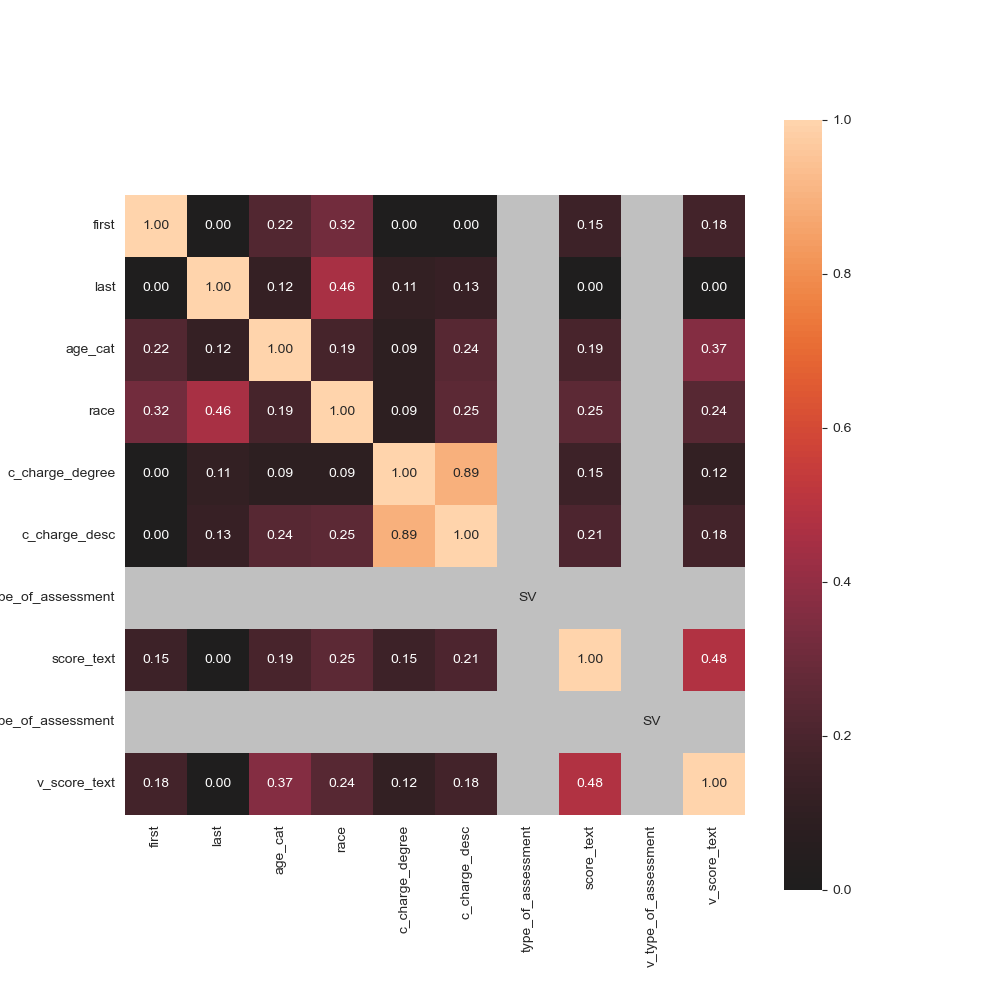 1.0
first 1.00 0.00 0.22 0.32 0.00 0.00 0.15 0.18
0.8
last 0.00 1.00 0.12 0.46 0.11 0.13 0.00 0.00
age_cat 0.22 0.12 1.00 0.19 0.09 0.24 0.19 0.37
race 0.32 0.46 0.19 1.00 0.09 0.25 0.25 0.24
0.6
c_charge_degree 0.00 0.11 0.09 0.09 1.00 0.89 0.15 0.12
c_charge_desc 0.00 0.13 0.24 0.25 0.89 1.00 0.21 0.18
0.4
pe_of_assessment SV
score_text 0.15 0.00 0.19 0.25 0.15 0.21 1.00 0.48
pe_of_assessment SV
0.2
v_score_text 0.18 0.00 0.37 0.24 0.12 0.18 0.48 1.00
0.0
first
last
age_cat
race
c_charge_degree
c_charge_desc
type_of_assessment
score_text
v_type_of_assessment
v_score_text